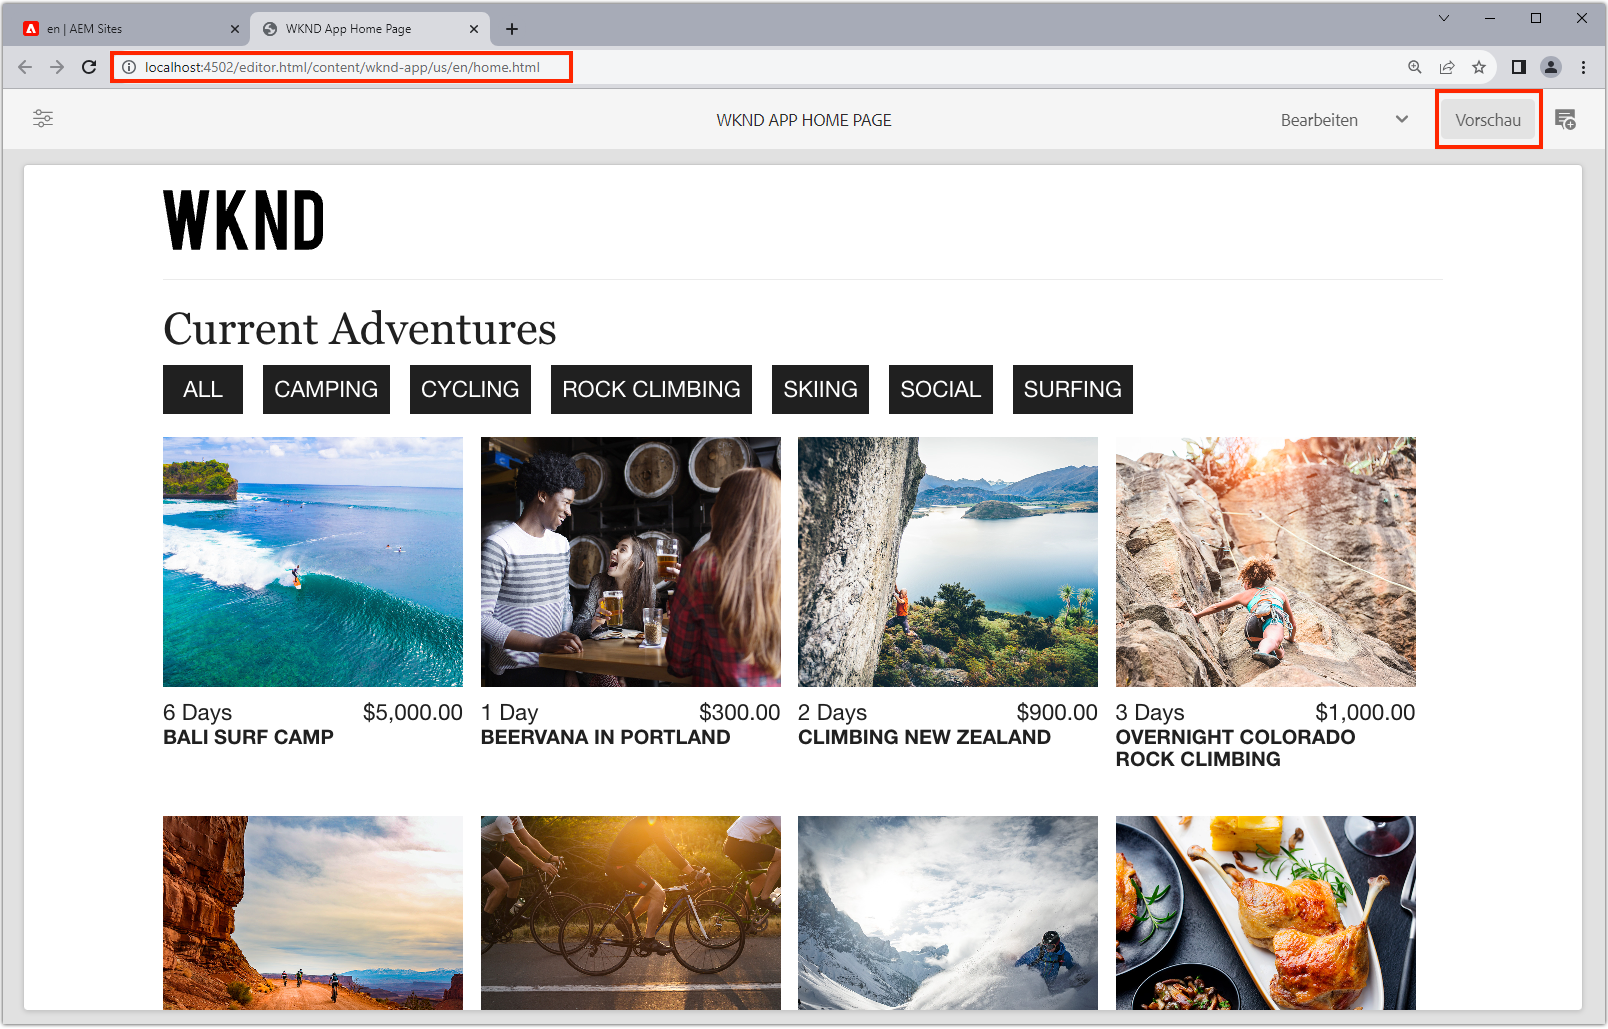 en | AEM Sites
WKND App Home Page
localhost:4502/editor.html/content/wknd-app/us/en/home.html
WKND APP HOME PAGE
Bearbeiten
Vorschau
WKND
Current Adventures
ALL
CAMPING
CYCLING
ROCK CLIMBING
SKIING
SOCIAL
SURFING
6 Days $5,000.00
BALI SURF CAMP
1 Day $300.00
BEERVANA IN PORTLAND
2 Days $900.00
CLIMBING NEW ZEALAND
3 Days $1,000.00
OVERNIGHT COLORADO
ROCK CLIMBING